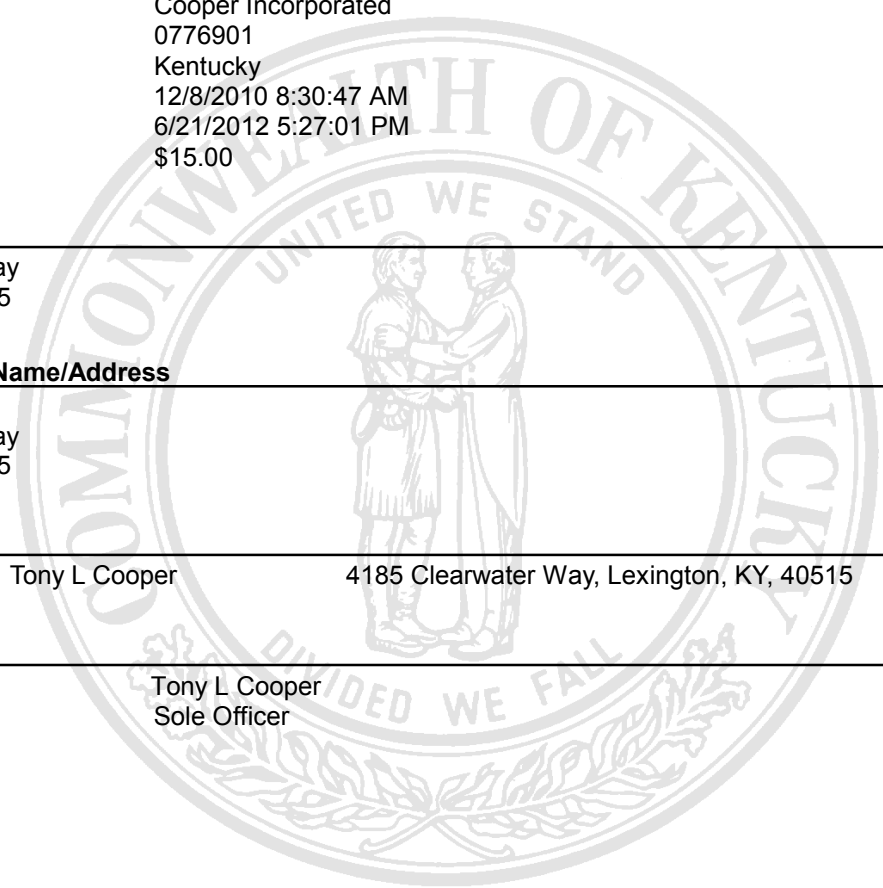 Cooper Incorporated
0776901
Kentucky
12/8/2010 8:30:47 AM
6/21/2012 5:27:01 PM
$15.00
COMMONWEALTH OF KENTUCKY
UNITED WE STAND
ay
5
Name/Address
ay
5
Tony L Cooper 4185 Clearwater Way, Lexington, KY, 40515
DIVIDED WE FALL
Tony L Cooper
Sole Officer